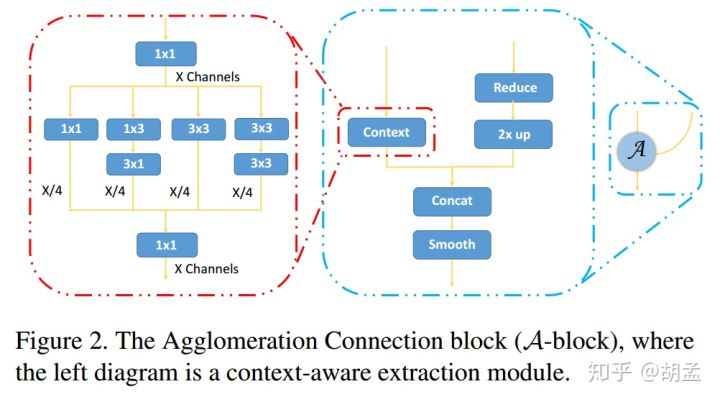 1x1
X Channels
1x1
1x3
3x3
3x3
3x1
3x3
X/4
X/4
X/4
X/4
1x1
X Channels
Context
Reduce
2x up
Concat
Smooth
𝒜
Figure 2. The Agglomeration Connection block (𝒜-block), where
the left diagram is a context-aware extraction module.
知乎 @胡孟